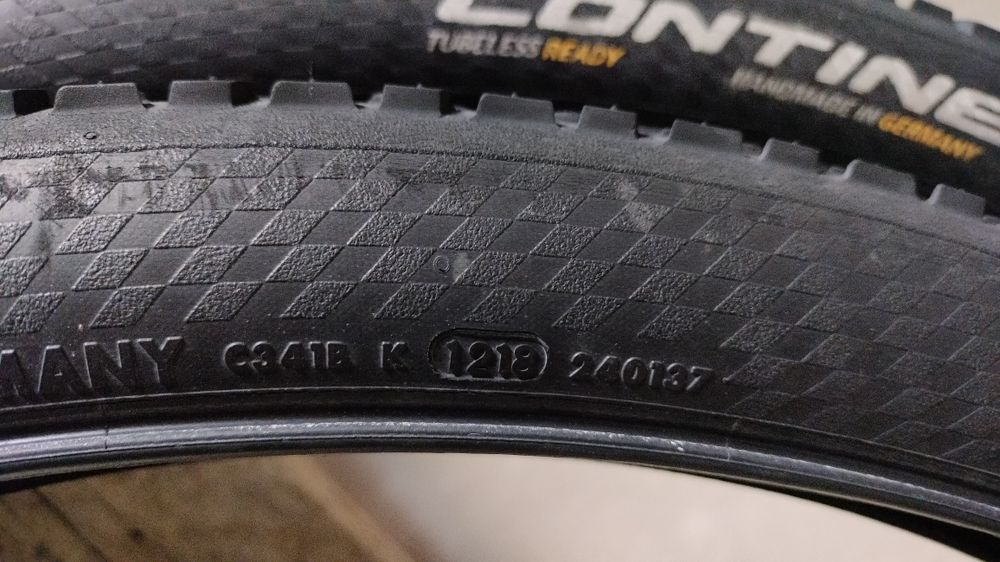 CONTINE
TUBELESS READY
HANDMADE IN GERMANY
MANY C341B K 1218 240137